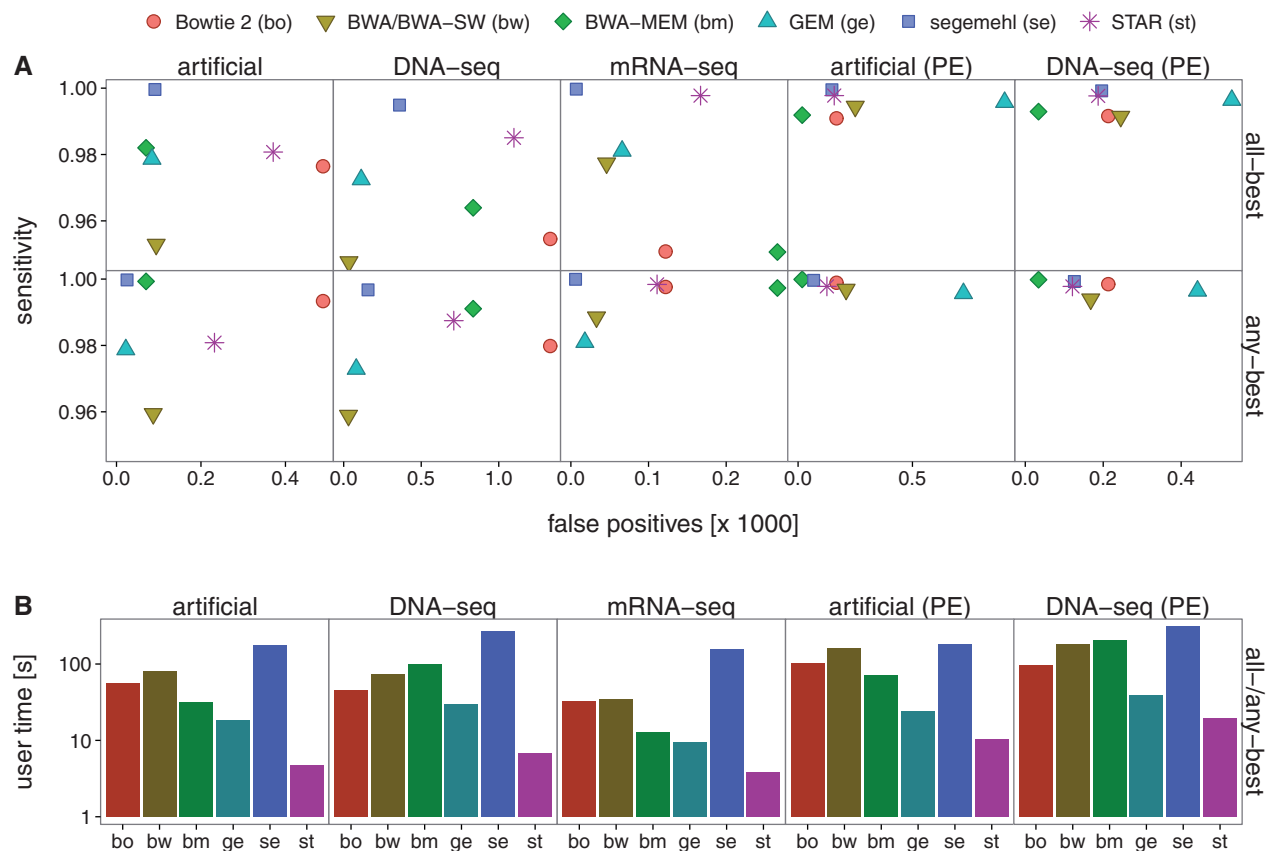 Bowtie 2 (bo) BWA/BWA−SW (bw) BWA−MEM (bm) GEM (ge) segemehl (se) STAR (st)
A
artificial DNA−seq mRNA−seq artificial (PE) DNA−seq (PE)
sensitivity
1.00
0.98
0.96
all−best
1.00
0.98
0.96
any−best
0.0 0.2 0.4 0.0 0.5 1.0 0.0 0.1 0.2 0.0 0.5 0.0 0.2 0.4
false positives [x 1000]
B
artificial DNA−seq mRNA−seq artificial (PE) DNA−seq (PE)
user time [s]
100
10
1
all−/any−best
bo bw bm ge se st bo bw bm ge se st bo bw bm ge se st bo bw bm ge se st bo bw bm ge se st